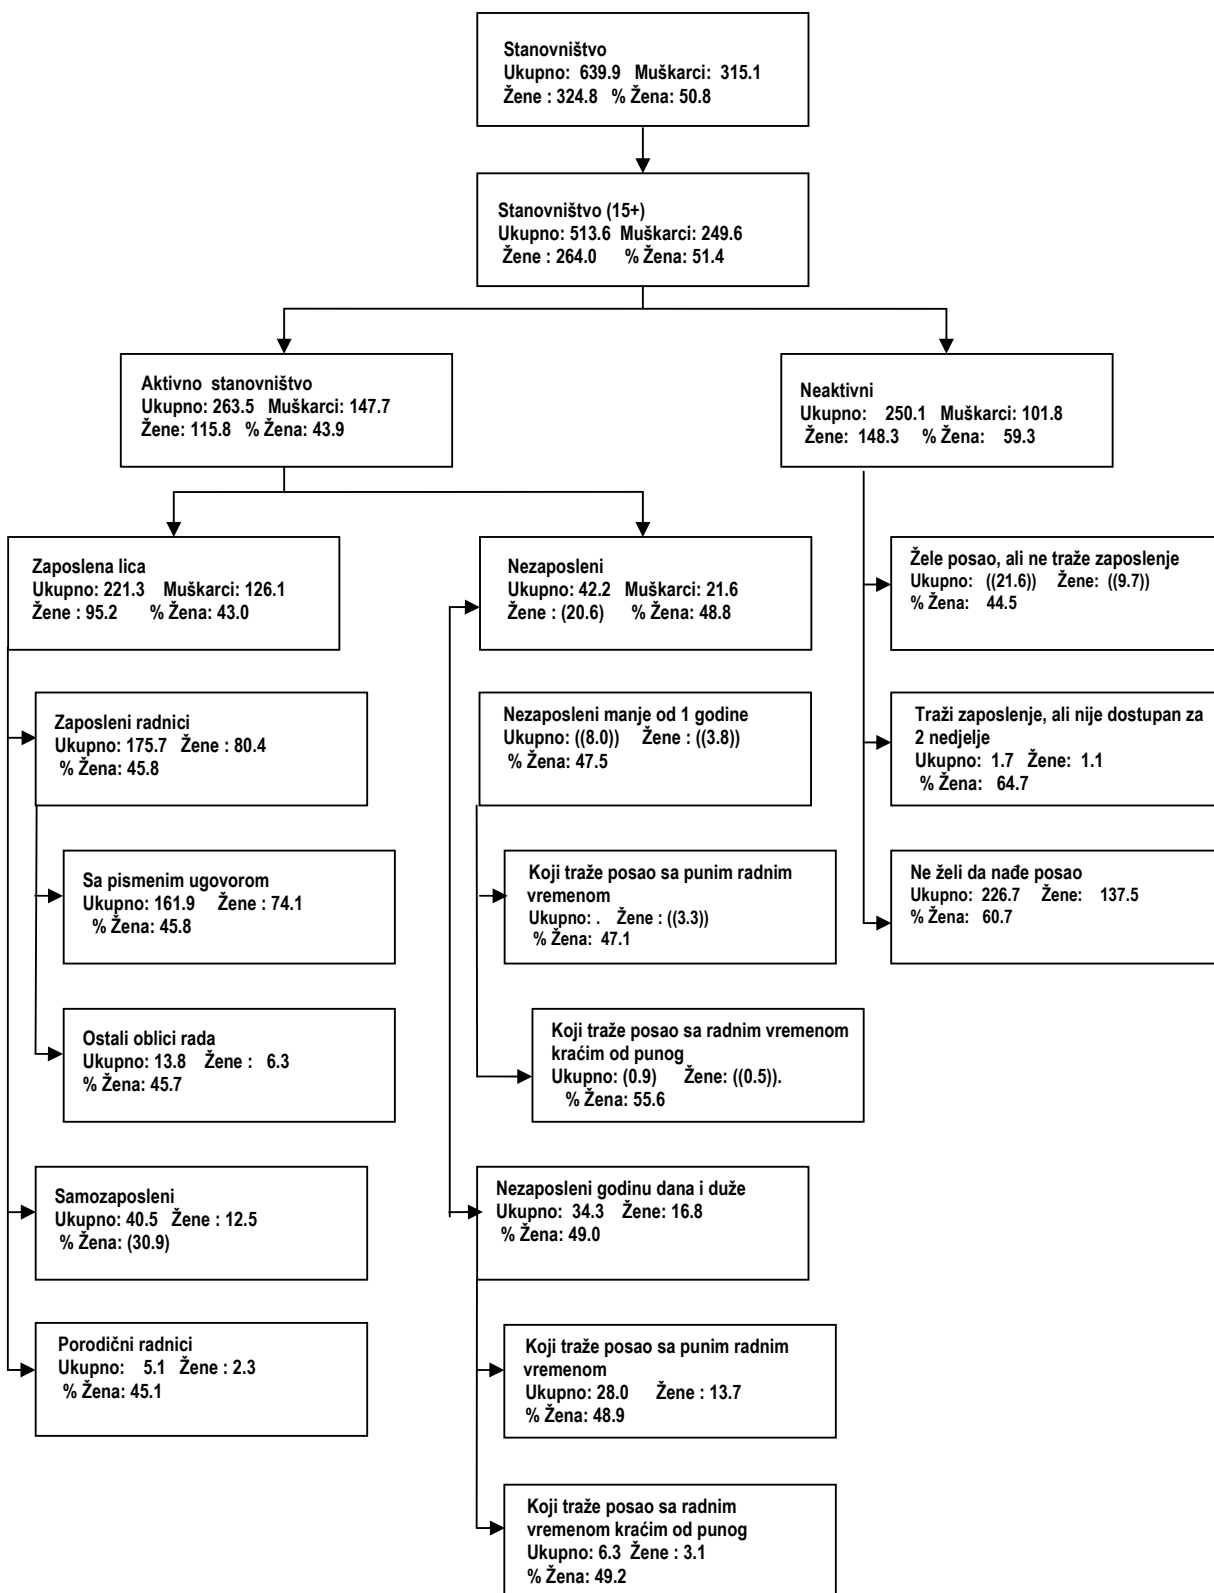 Stanovništvo
Ukupno: 639.9 Muškarci: 315.1
Žene : 324.8 % Žena: 50.8
Stanovništvo (15+)
Ukupno: 513.6 Muškarci: 249.6
Žene : 264.0 % Žena: 51.4
Aktivno stanovništvo
Ukupno: 263.5 Muškarci: 147.7
Žene: 115.8 % Žena: 43.9
Neaktivni
Ukupno: 250.1 Muškarci: 101.8
Žene: 148.3 % Žena: 59.3
Zaposlena lica
Ukupno: 221.3 Muškarci: 126.1
Žene : 95.2 % Žena: 43.0
Nezaposleni
Ukupno: 42.2 Muškarci: 21.6
Žene : (20.6) % Žena: 48.8
Žele posao, ali ne traže zaposlenje
Ukupno: ((21.6)) Žene: ((9.7))
% Žena: 44.5
Zaposleni radnici
Ukupno: 175.7 Žene : 80.4
% Žena: 45.8
Nezaposleni manje od 1 godine
Ukupno: ((8.0)) Žene : ((3.8))
% Žena: 47.5
Traži zaposlenje, ali nije dostupan za
2 nedjelje
Ukupno: 1.7 Žene: 1.1
% Žena: 64.7
Sa pismenim ugovorom
Ukupno: 161.9 Žene : 74.1
% Žena: 45.8
Koji traže posao sa punim radnim
vremenom
Ukupno: . Žene : ((3.3))
% Žena: 47.1
Ne želi da nađe posao
Ukupno: 226.7 Žene: 137.5
% Žena: 60.7
Ostali oblici rada
Ukupno: 13.8 Žene : 6.3
% Žena: 45.7
Koji traže posao sa radnim vremenom
kraćim od punog
Ukupno: (0.9) Žene: ((0.5)).
% Žena: 55.6
Samozaposleni
Ukupno: 40.5 Žene : 12.5
% Žena: (30.9)
Nezaposleni godinu dana i duže
Ukupno: 34.3 Žene: 16.8
% Žena: 49.0
Porodični radnici
Ukupno: 5.1 Žene : 2.3
% Žena: 45.1
Koji traže posao sa punim radnim
vremenom
Ukupno: 28.0 Žene : 13.7
% Žena: 48.9
Koji traže posao sa radnim
vremenom kraćim od punog
Ukupno: 6.3 Žene : 3.1
% Žena: 49.2